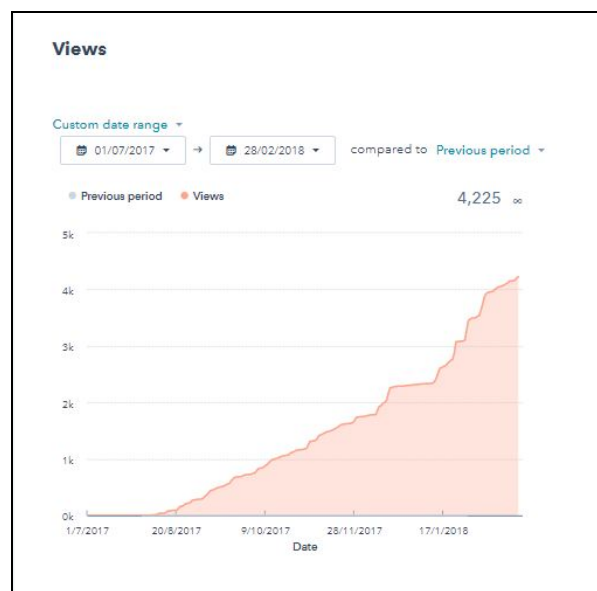 Views
Custom date range
01/07/2017 → 28/02/2018 compared to Previous period
Previous period Views 4,225 ∞
5k
4k
3k
2k
1k
0k
1/7/2017 20/8/2017 9/10/2017 28/11/2017 17/1/2018
Date